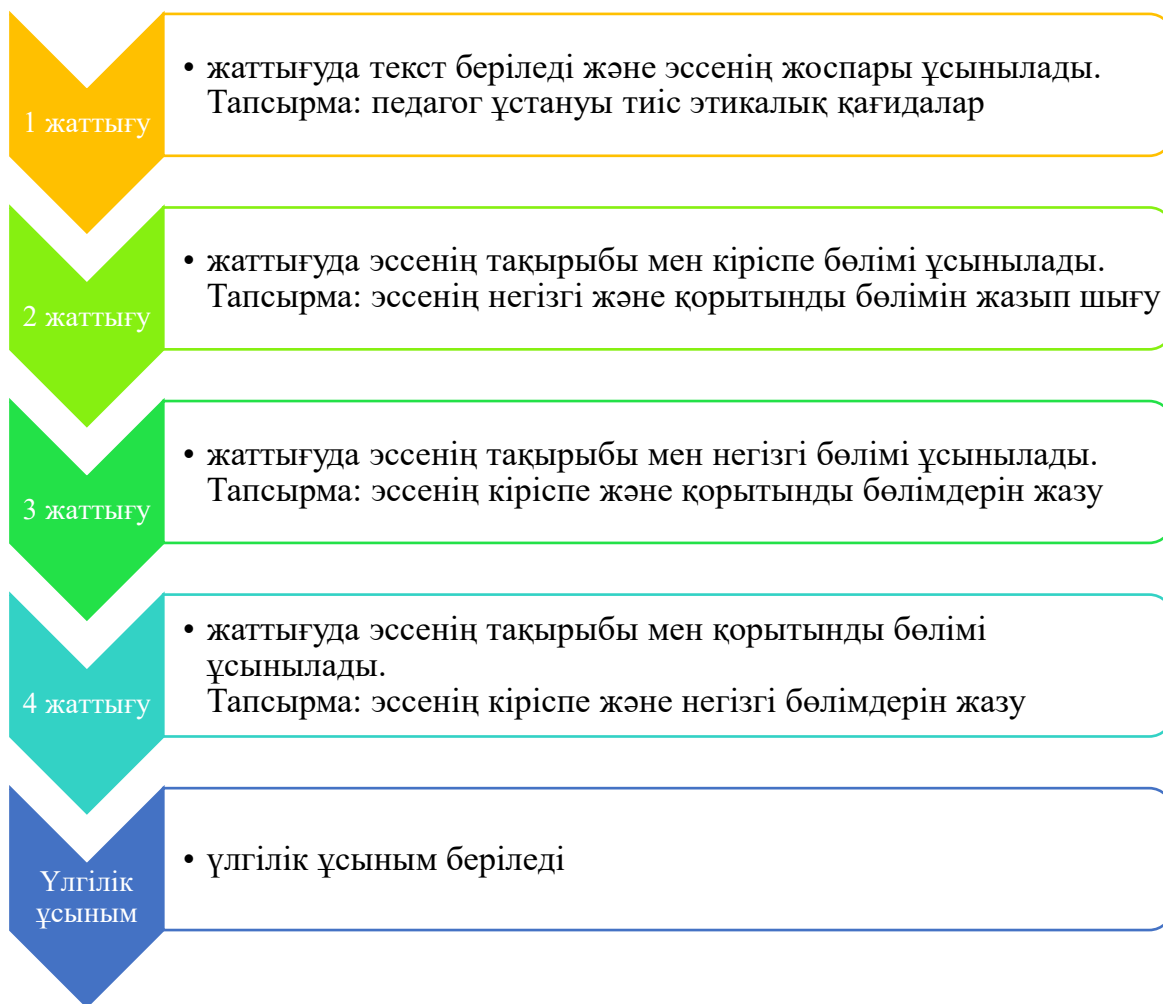 1 жаттығу
• жаттығуда текст беріледі және эссенің жоспары ұсынылады.
Тапсырма: педагог ұстануы тиіс этикалық қағидалар
2 жаттығу
• жаттығуда эссенің тақырыбы мен кіріспе бөлімі ұсынылады.
Тапсырма: эссенің негізгі және қорытынды бөлімін жазып шығу
3 жаттығу
• жаттығуда эссенің тақырыбы мен негізгі бөлімі ұсынылады.
Тапсырма: эссенің кіріспе және қорытынды бөлімдерін жазу
4 жаттығу
• жаттығуда эссенің тақырыбы мен қорытынды бөлімі
ұсынылады.
Тапсырма: эссенің кіріспе және негізгі бөлімдерін жазу
Үлгілік
ұсыным
• үлгілік ұсыным беріледі